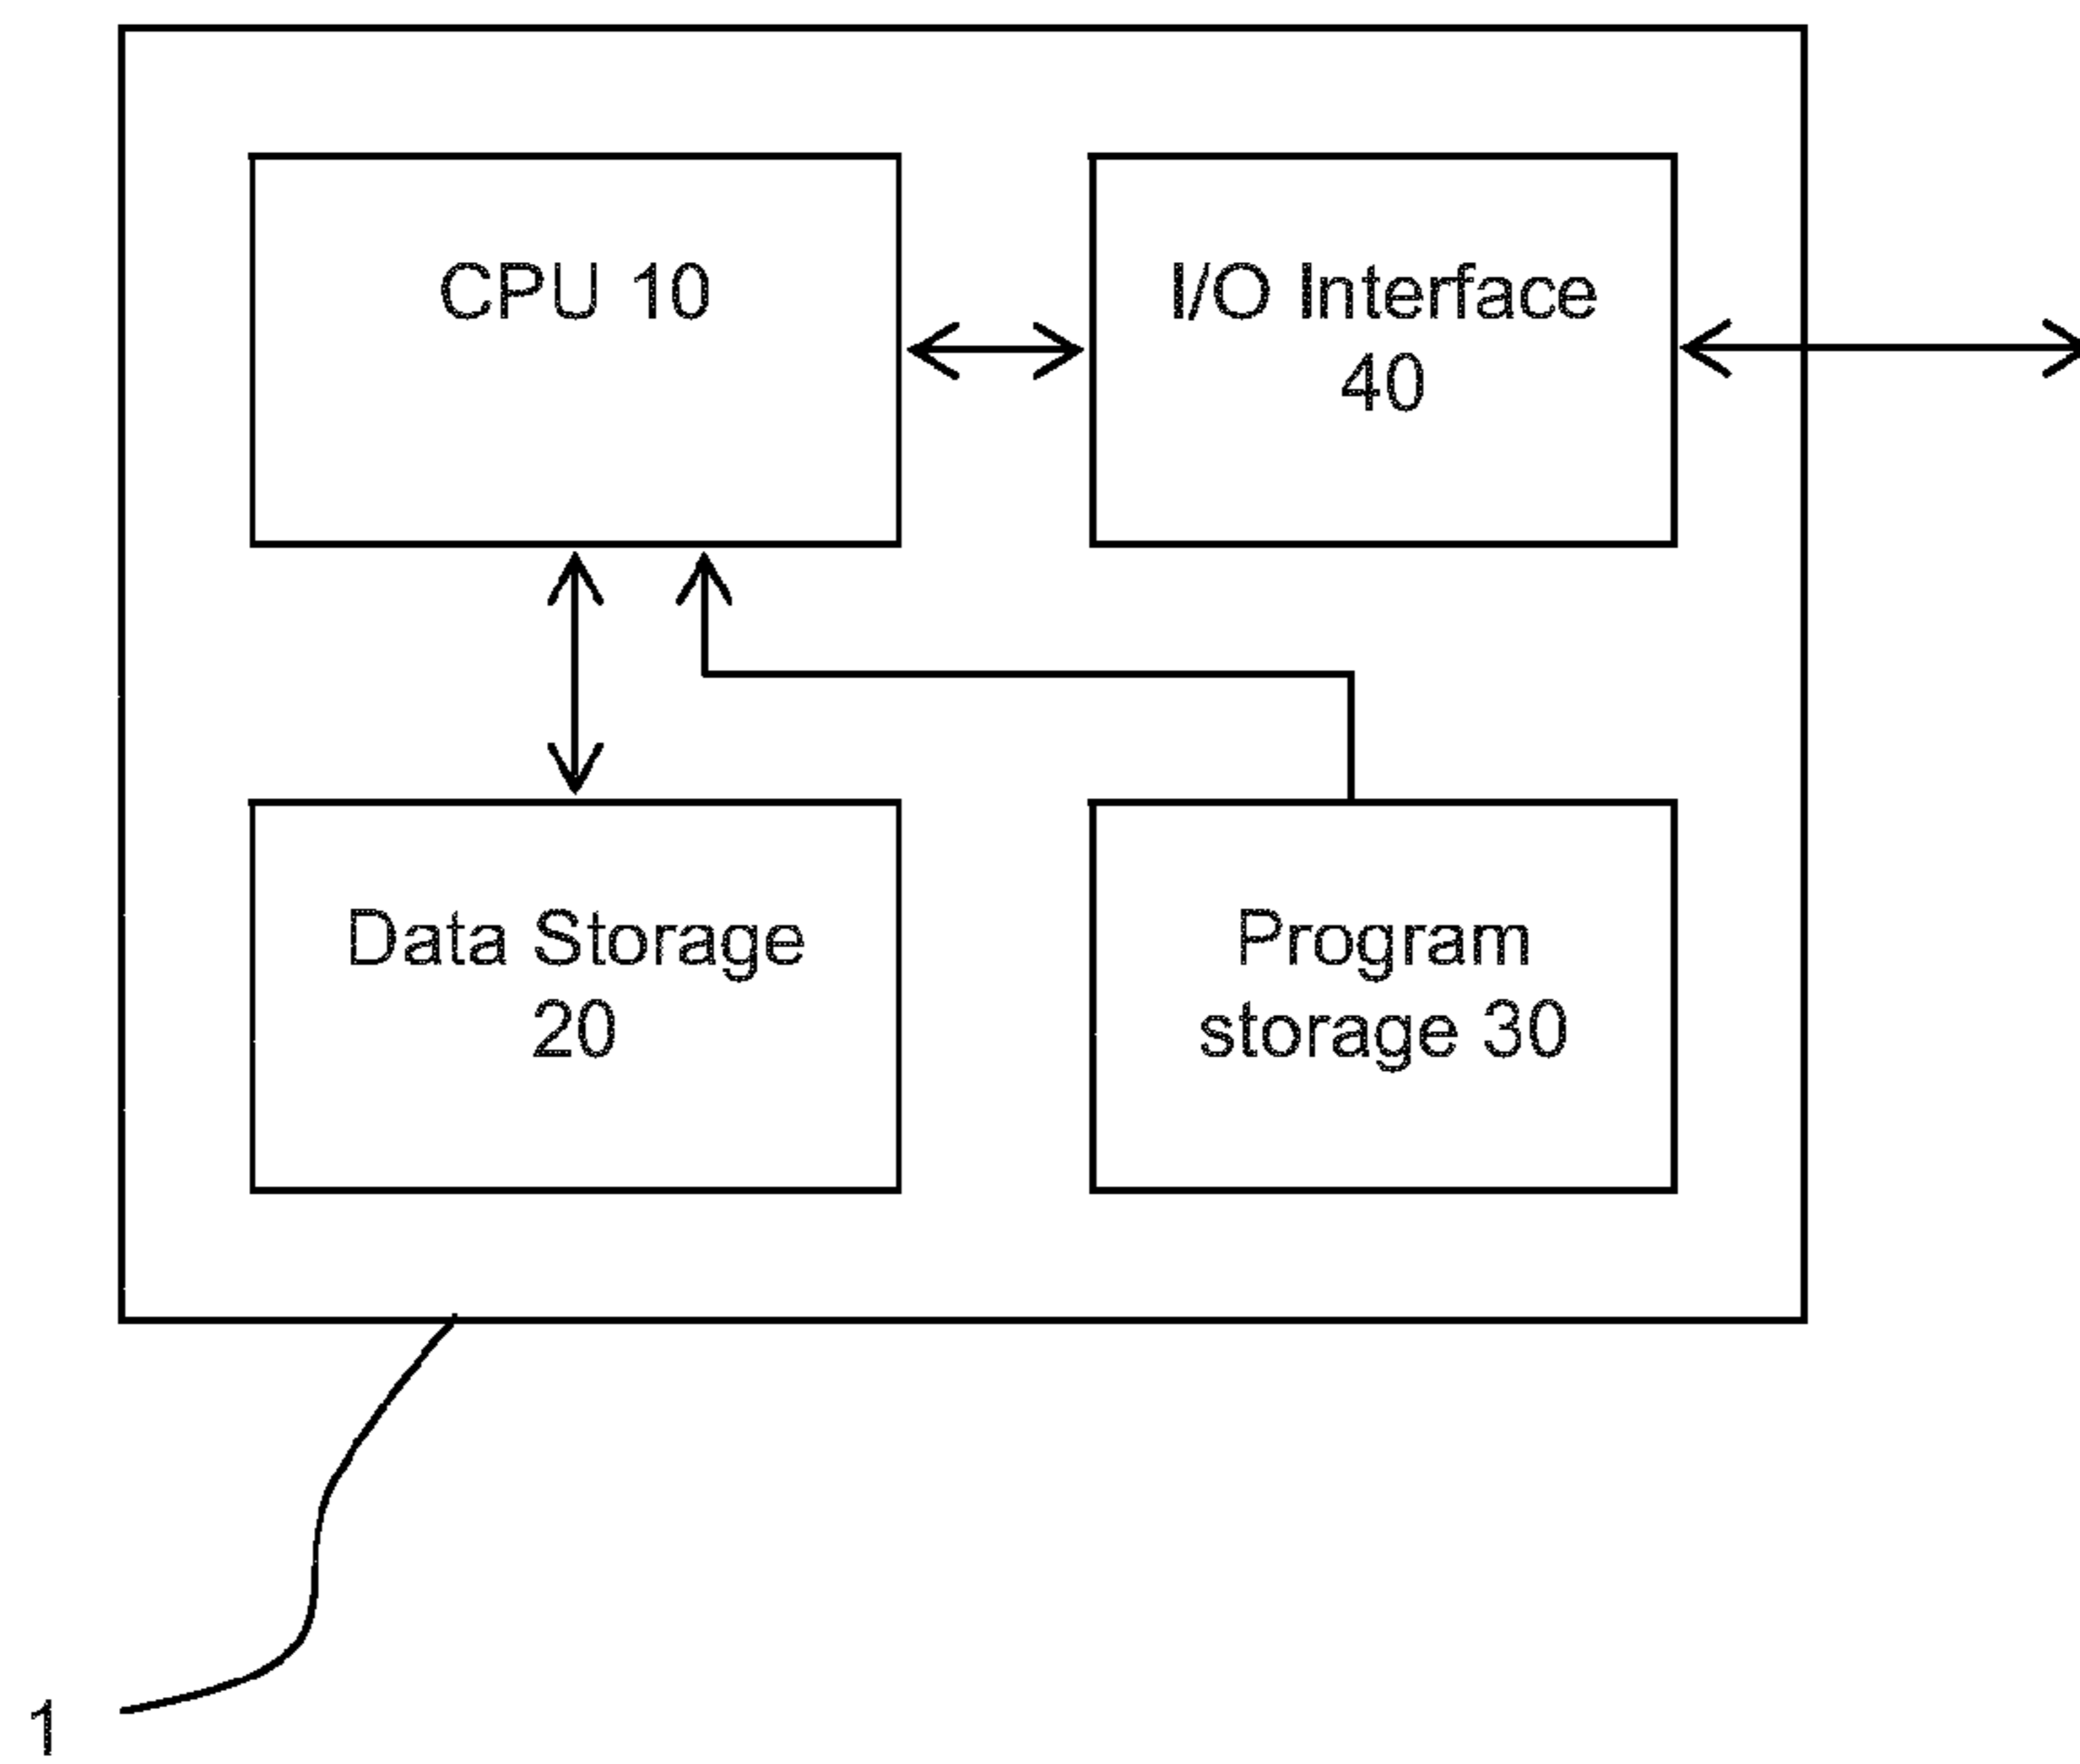 CPU 10
I/O Interface
40
Data Storage
20
Program
storage 30
1